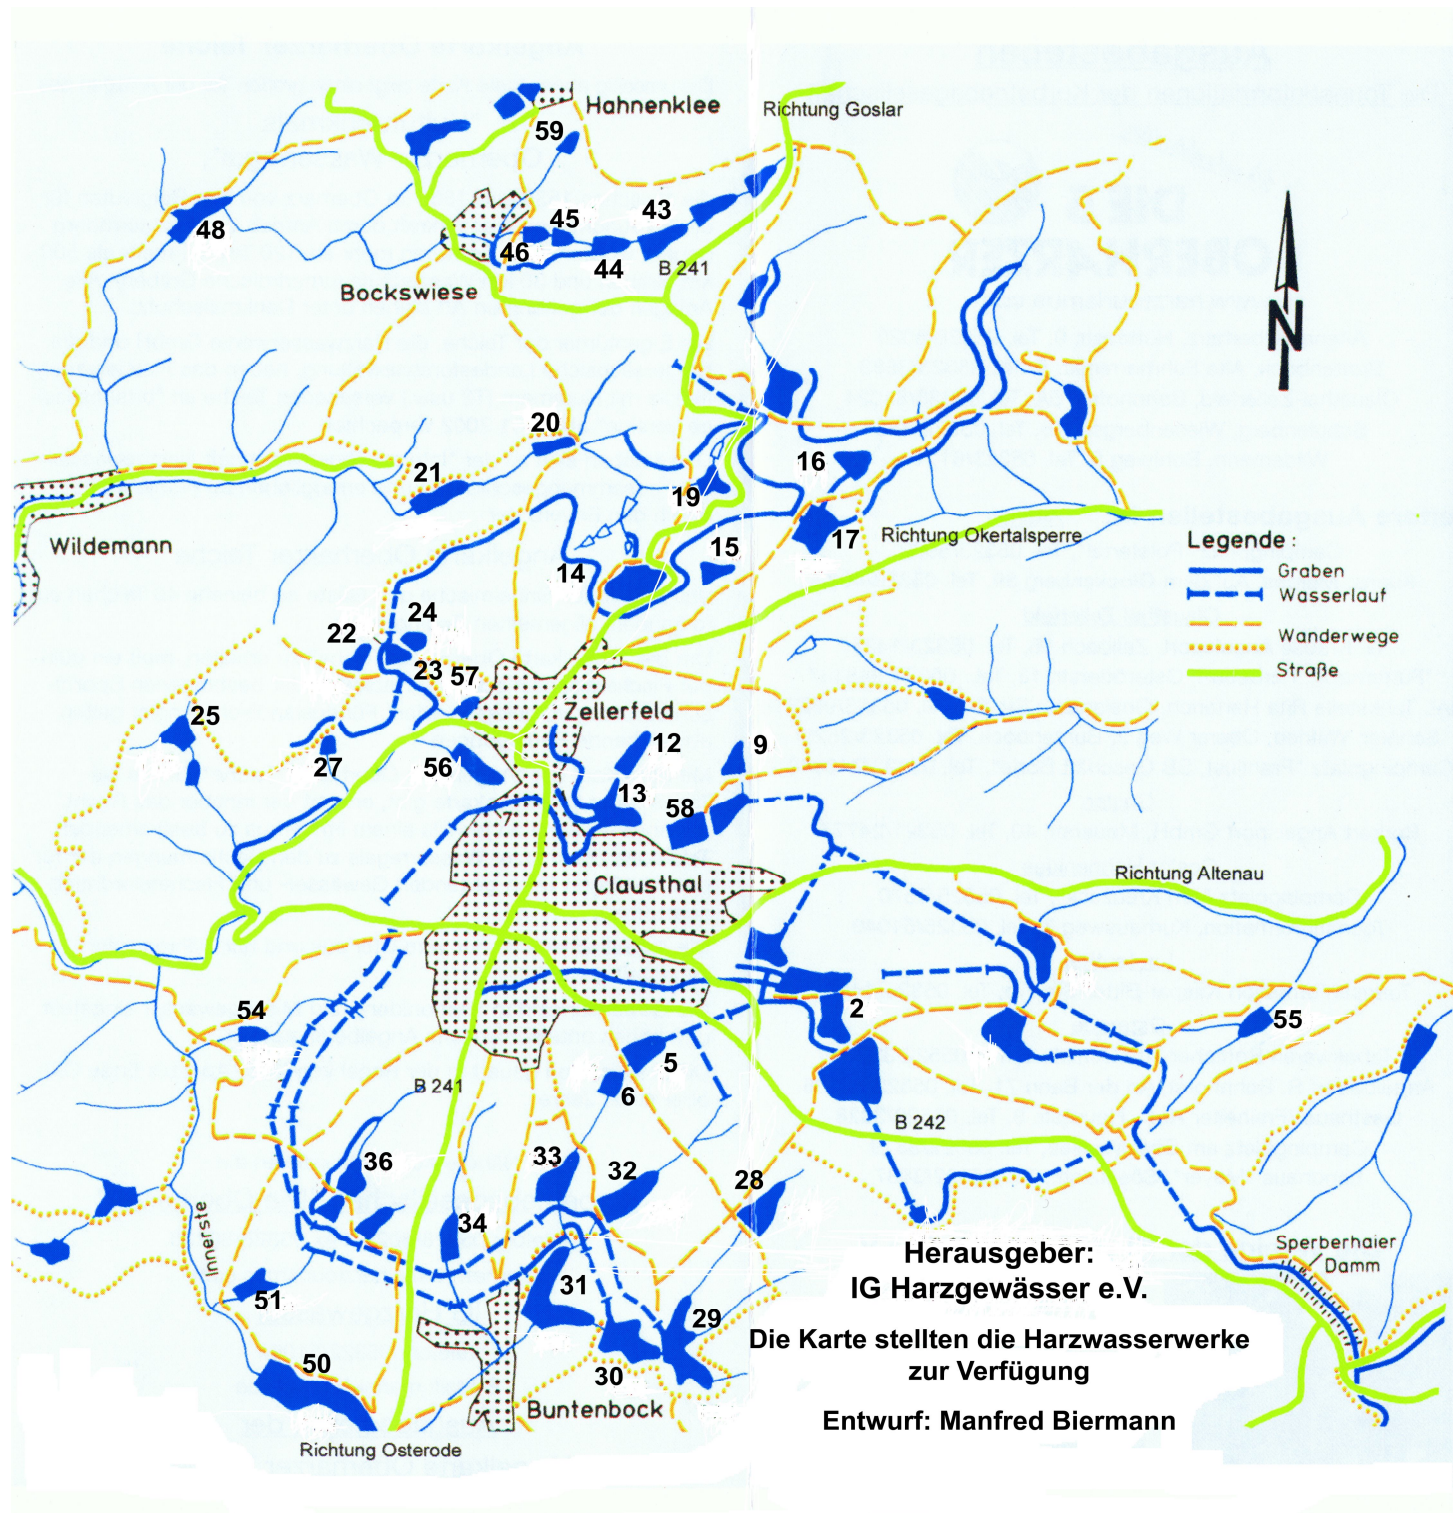 Hahnenklee
Richtung Goslar
59
48
45
43
46
44
B 241
Bockswiese
N
20
21
16
19
Wildemann
15
17
Richtung Okertalsperre
14
Legende :
Graben
Wasserlauf
Wanderwege
Straße
24
22
23
57
25
Zellerfeld
12
9
27
56
13
58
Clausthal
Richtung Altenau
54
2
55
5
6
B 241
B 242
36
33
32
28
34
Innerste
Sperberhaier
Damm
51
31
29
50
30
Buntenbock
Richtung Osterode
Herausgeber:
IG Harzgewässer e.V.
Die Karte stellten die Harzwasserwerke
zur Verfügung
Entwurf: Manfred Biermann